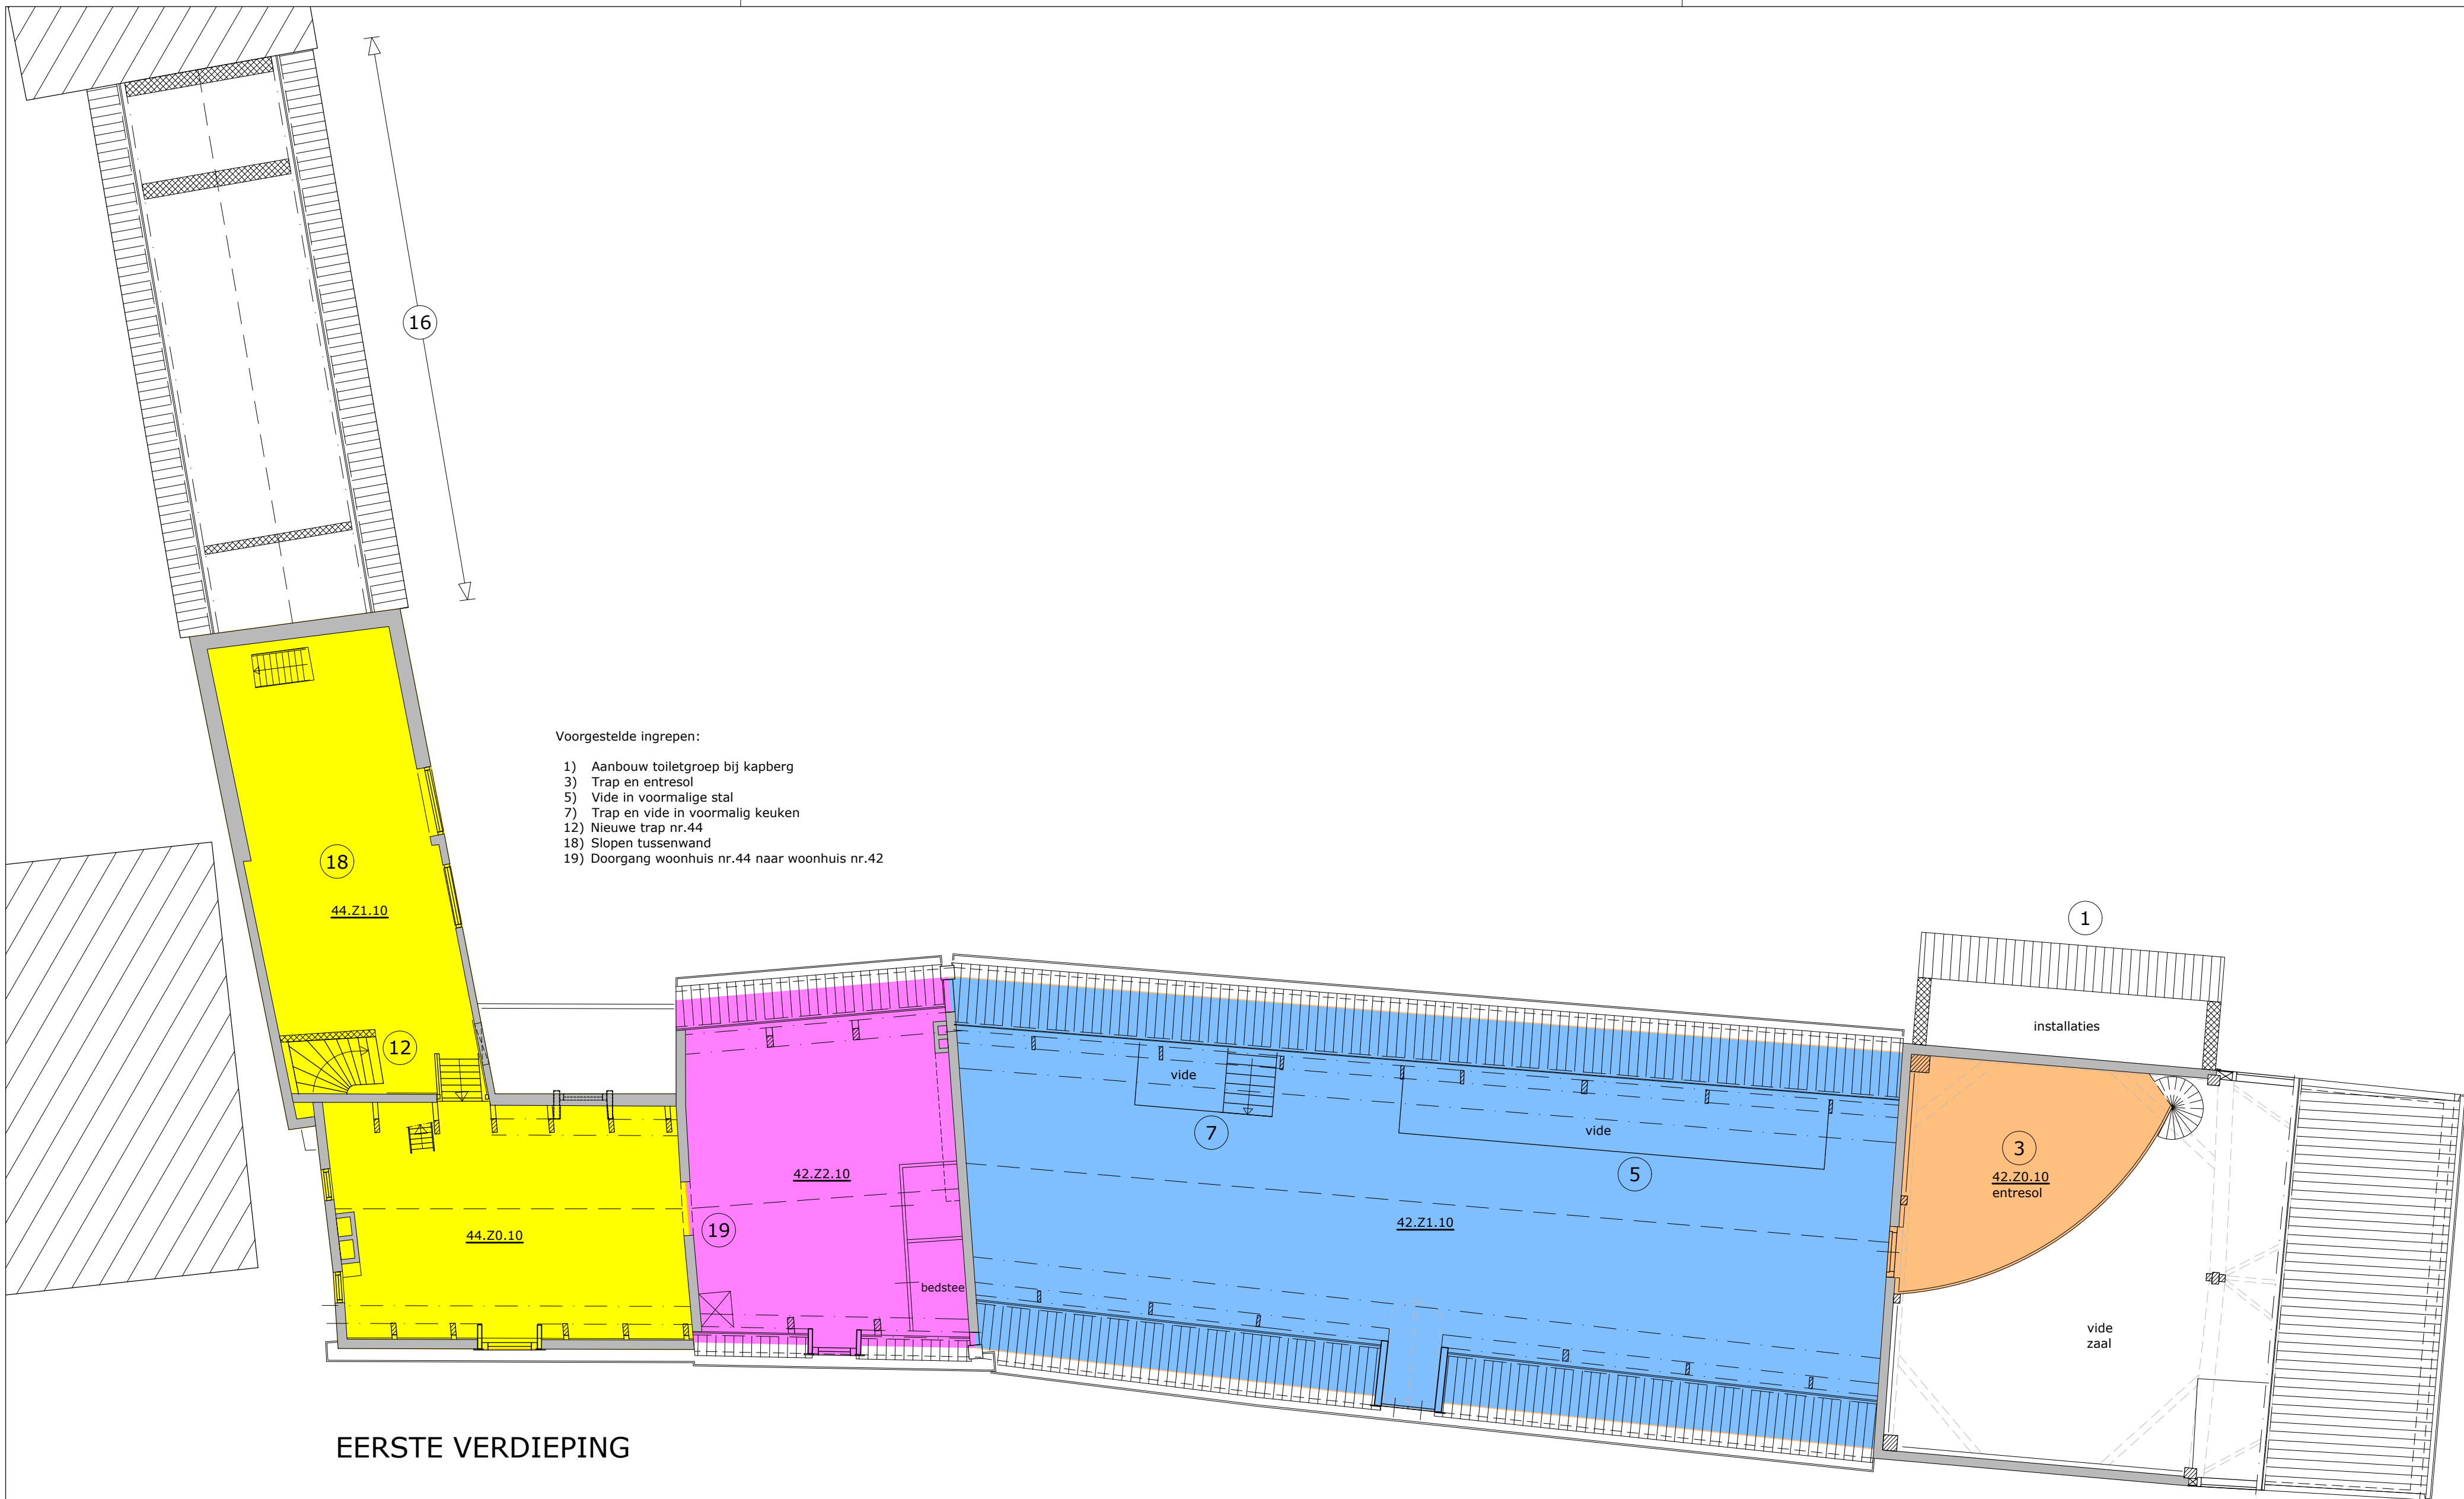 16
Voorgestelde ingrepen:
1) Aanbouw toiletgroep bij kapberg
3) Trap en entresol
5) Vide in voormalige stal
7) Trap en vide in voormalig keuken
12) Nieuwe trap nr.44
18) Slopen tussenwand
19) Doorgang woonhuis nr.44 naar woonhuis nr.42
18
44.Z1.10
1
installaties
12
vide
7
vide
3
5
42.Z2.10
42.Z0.10
entresol
19
44.Z0.10
42.Z1.10
bedstee
vide
zaal
EERSTE VERDIEPING